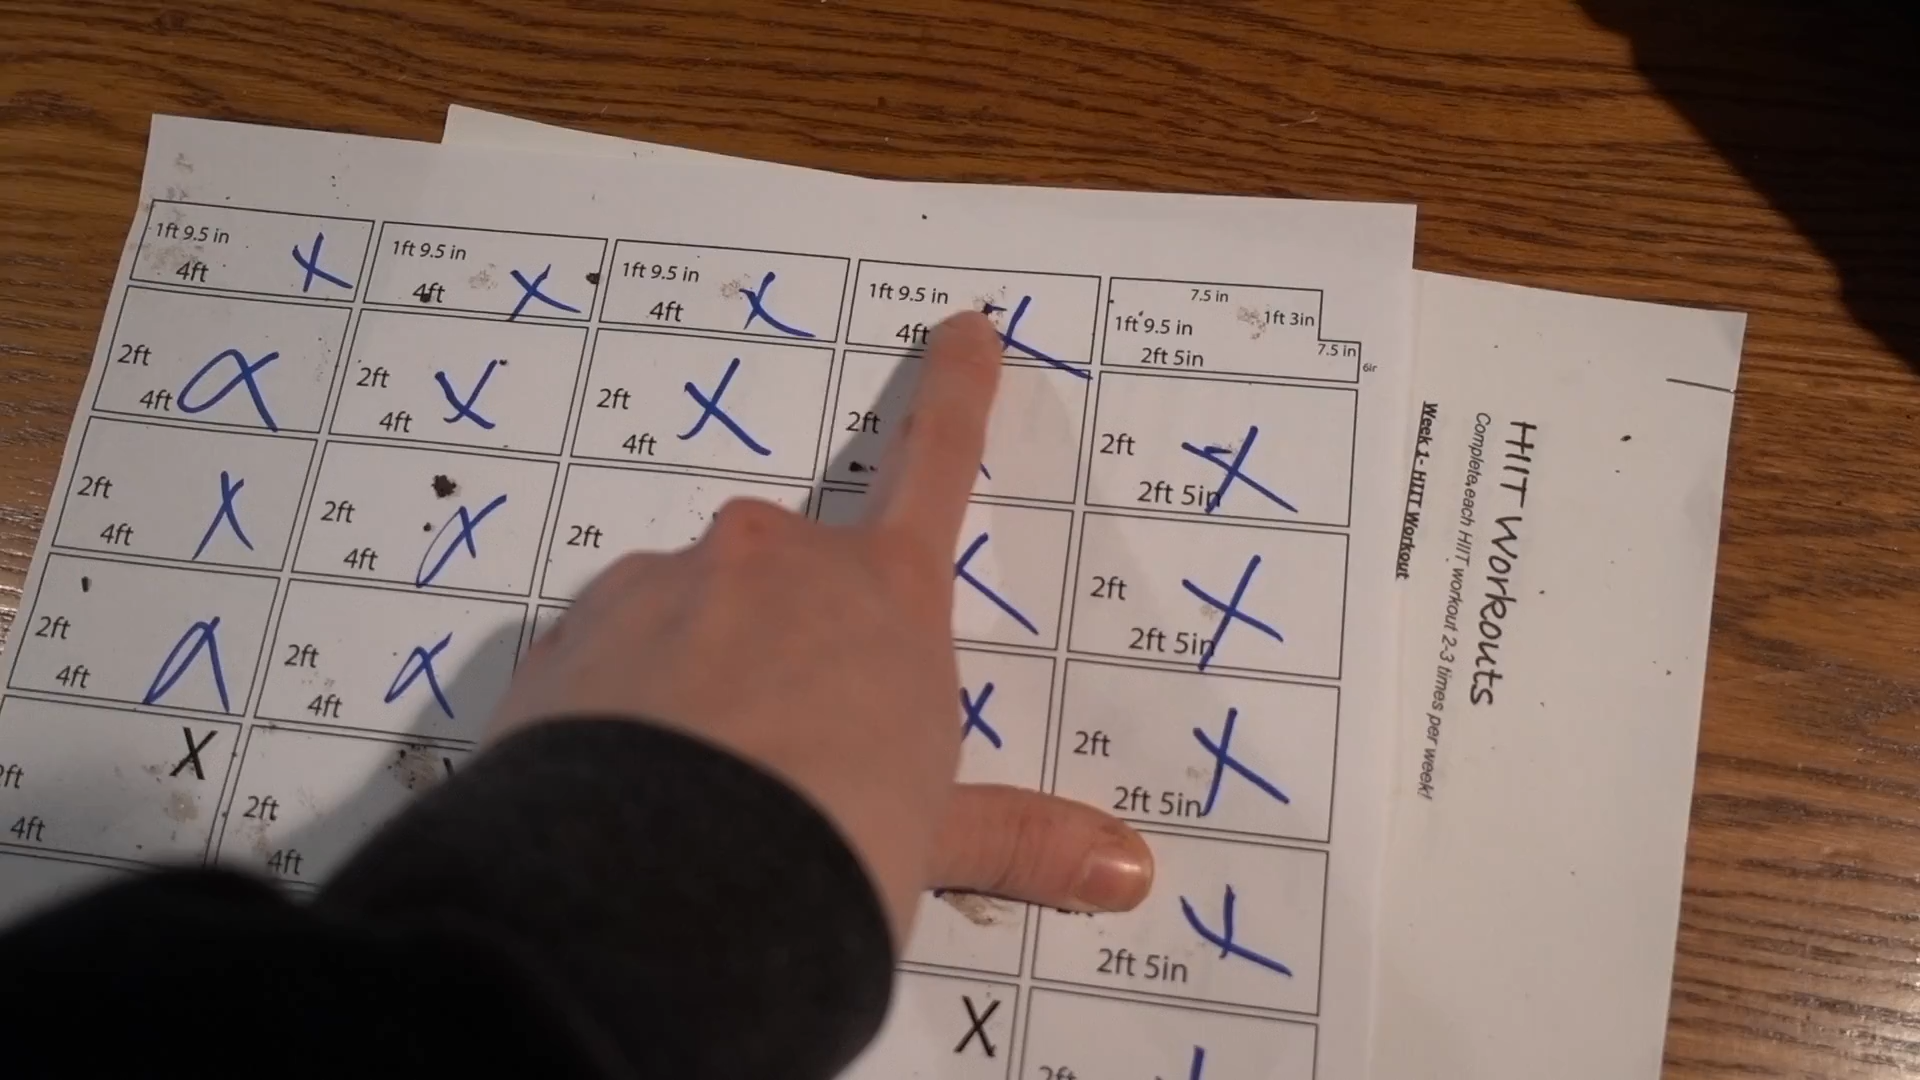 1ft 9.5 in
4ft
X
1ft 9.5 in
4ft
X
1ft 9.5 in
4ft
X
1ft 9.5 in
4ft
X
7.5 in
1ft 3in
1ft 9.5 in
7.5 in
2ft 5in
2ft
4ft
X
2ft
4ft
X
2ft
4ft
X
2ft
2ft
2ft 5in
X
2ft
4ft
X
2ft
4ft
X
2ft
2ft
2ft 5in
X
2ft
4ft
X
2ft
4ft
X
X
2ft
2ft 5in
X
4ft
X
2ft
4ft
2ft 5in
X
X
HIIT Workouts
Complete each HIIT workout 2-3 times per week!
Week 1- HIIT Workout